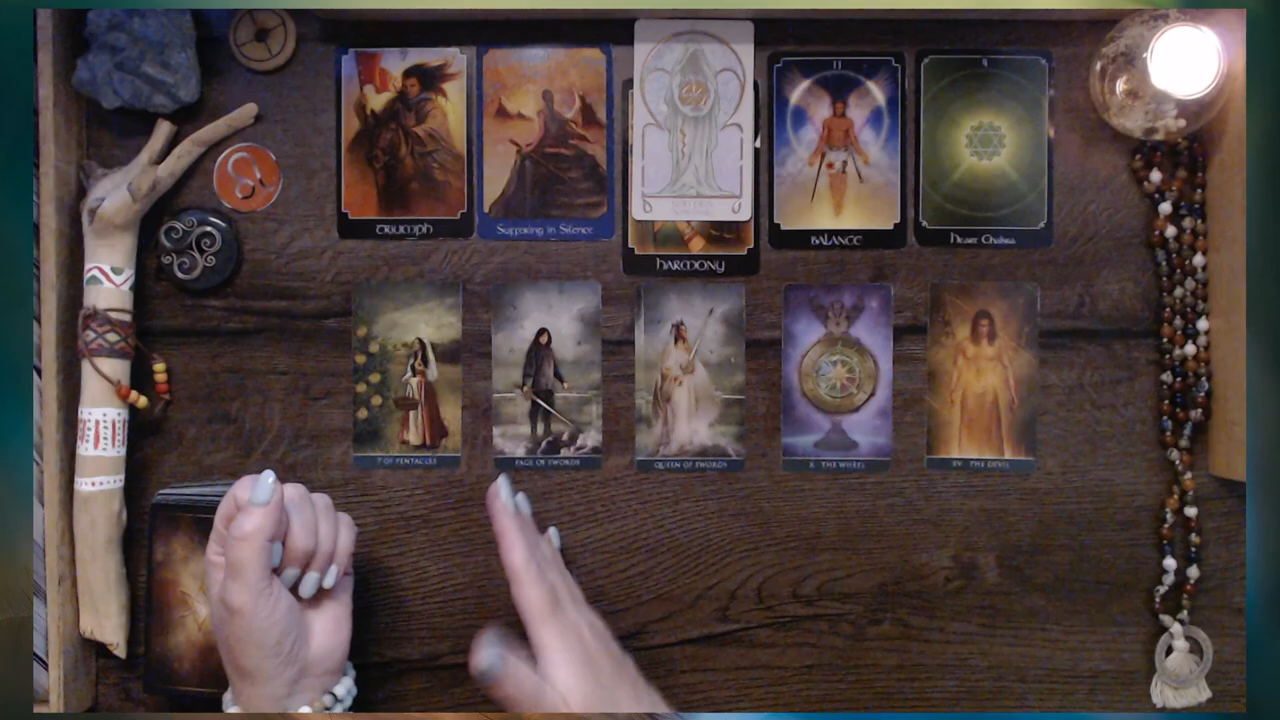 TRIUMPH
Suffering in Silence
HARMONY
II
BALANCE
Heart Chakra
7 OF PENTACLES
PAGE OF SWORDS
QUEEN OF SWORDS
X THE WHEEL
XV THE DEVIL